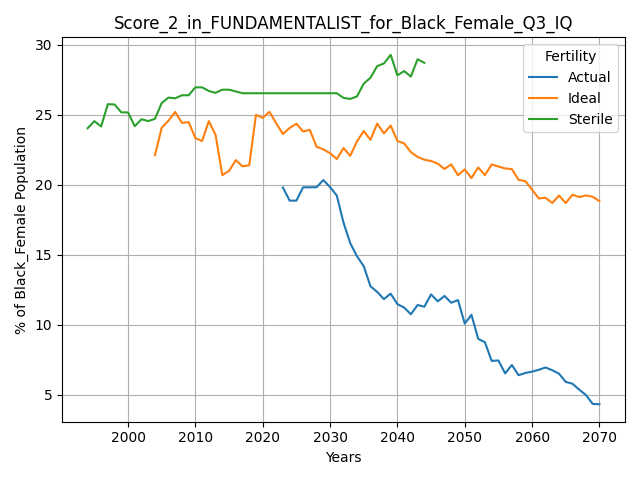 Score_2_in_FUNDAMENTALIST_for_Black_Female_Q3_IQ
Fertility
Actual
Ideal
Sterile
% of Black_Female Population
30
25
20
15
10
5
2000 2010 2020 2030 2040 2050 2060 2070
Years